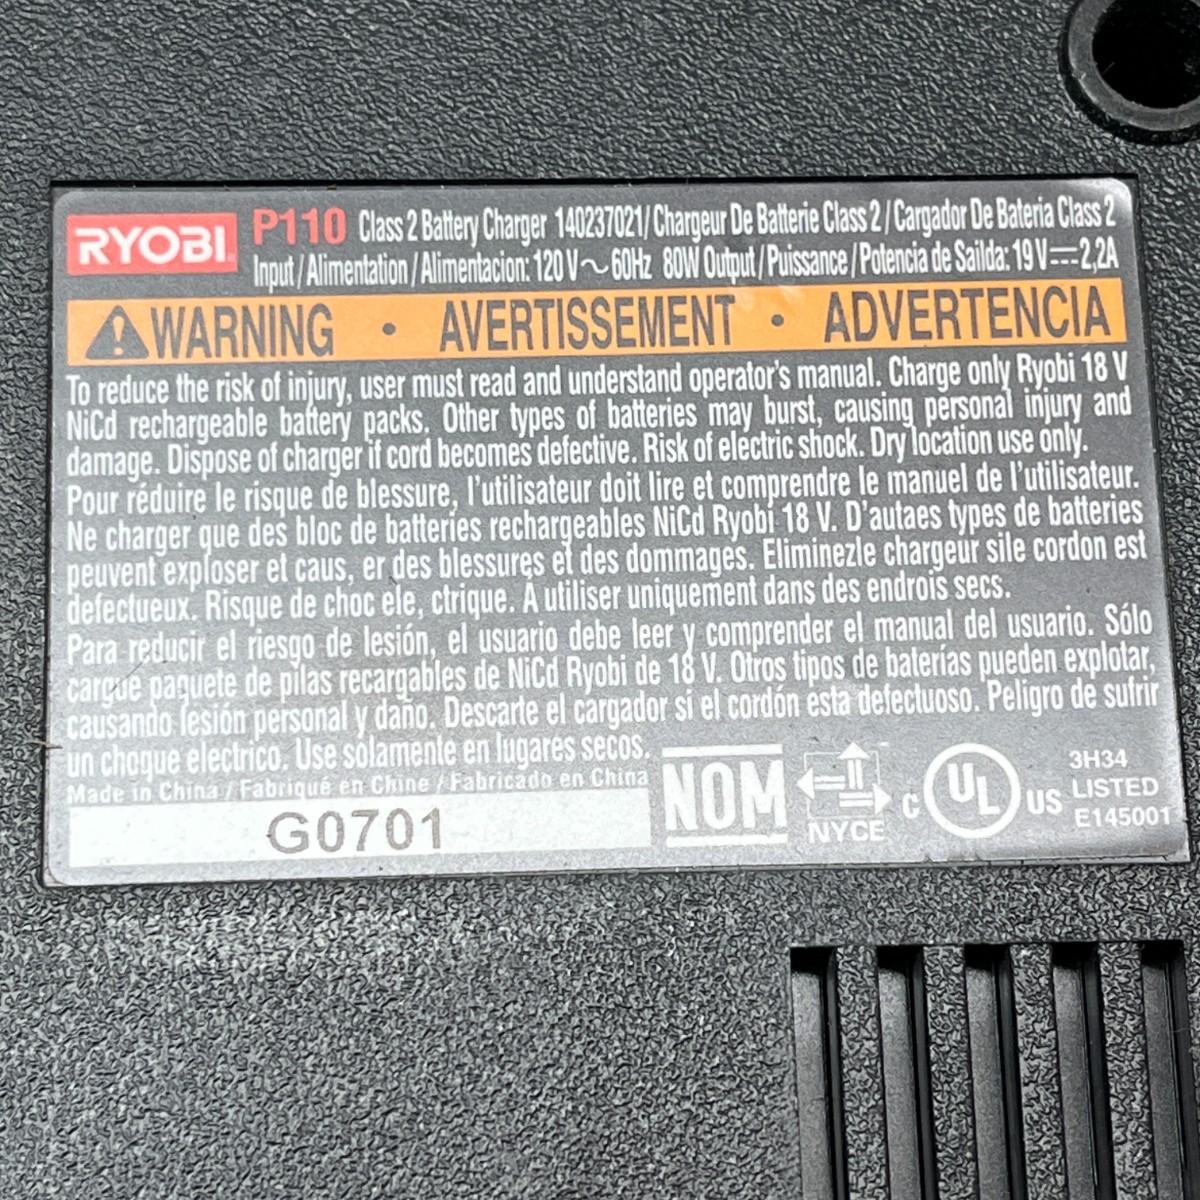 RYOBI P110 Class 2 Battery Charger 140237021/ Chargeur De Batterie Class 2 / Cargador De Bateria Class 2
Input / Alimentation / Alimentacion: 120 V~ 60Hz 80W Output / Puissance / Potencia de Sailda: 19 V⎓2,2A
WARNING • AVERTISSEMENT • ADVERTENCIA
To reduce the risk of injury, user must read and understand operator's manual. Charge only Ryobi 18 V
NiCd rechargeable battery packs. Other types of batteries may burst, causing personal injury and
damage. Dispose of charger if cord becomes defective. Risk of electric shock. Dry location use only.
Pour réduire le risque de blessure, l'utilisateur doit lire et comprendre le manuel de l'utilisateur.
Ne charger que des bloc de batteries rechargeables NiCd Ryobi 18 V. D'autaes types de batteries
peuvent exploser et caus, er des blessures et des dommages. Eliminezle chargeur sile cordon est
defectueux. Risque de choc ele, ctrique. À utiliser uniquement dans des endrois secs.
Para reducir el riesgo de lesión, el usuario debe leer y comprender el manual del usuario. Sólo
cargue paquete de pilas recargables de NiCd Ryobi de 18 V. Otros tipos de baterías pueden explotar,
causando lesión personal y daño. Descarte el cargador si el cordón esta defectuoso. Peligro de sufrir
un choque electrico. Use sólamente en lugares secos.
Made in China / Fabriqué en Chine / Fabricado en China
G0701
NOM
NYCE
C UL US
3H34
LISTED
E145001